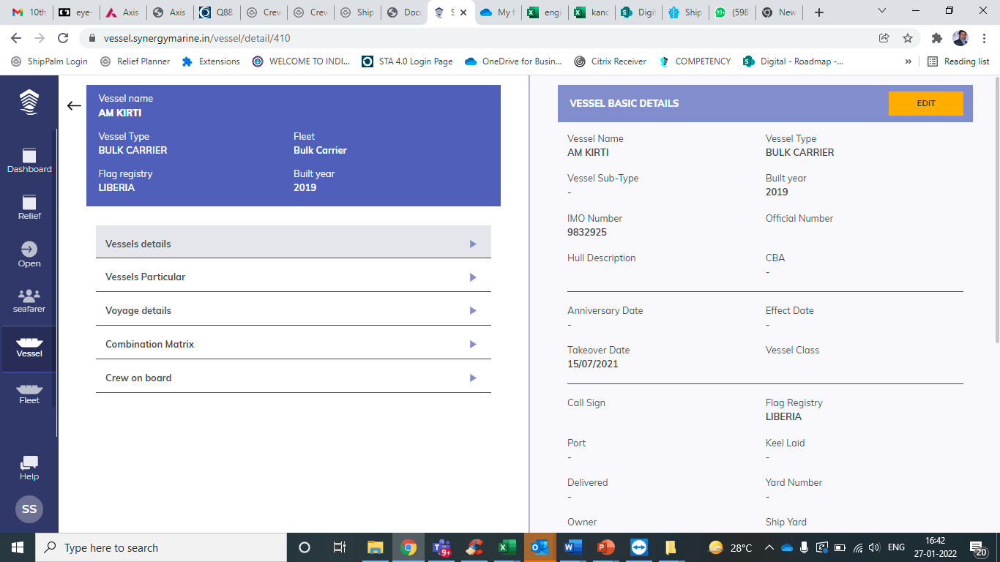 10th
eye-
Axis
Axis
Q88
Crew
Crew
Ship
Docu
S
My f
engi
kanc
Digit
Ship
99+
(598
New
vessel.synergymarine.in/vessel/detail/410
ShipPalm Login
Relief Planner
Extensions
WELCOME TO INDI...
STA 4.0 Login Page
OneDrive for Busin...
Citrix Receiver
COMPETENCY
Digital - Roadmap -...
»
Reading list
Dashboard
Relief
Open
seafarer
Vessel
Fleet
Help
SS
Vessel name
AM KIRTI
Vessel Type Fleet
BULK CARRIER Bulk Carrier
Flag registry Built year
LIBERIA 2019
Vessels details
Vessels Particular
Voyage details
Combination Matrix
Crew on board
VESSEL BASIC DETAILS EDIT
Vessel Name Vessel Type
AM KIRTI BULK CARRIER
Vessel Sub-Type Built year
- 2019
IMO Number Official Number
9832925
Hull Description CBA
-
Anniversary Date Effect Date
- -
Takeover Date Vessel Class
15/07/2021
Call Sign Flag Registry
LIBERIA
Port Keel Laid
- -
Delivered Yard Number
- -
Owner Ship Yard
Type here to search
9+
28°C
ENG
16:42
27-01-2022
20